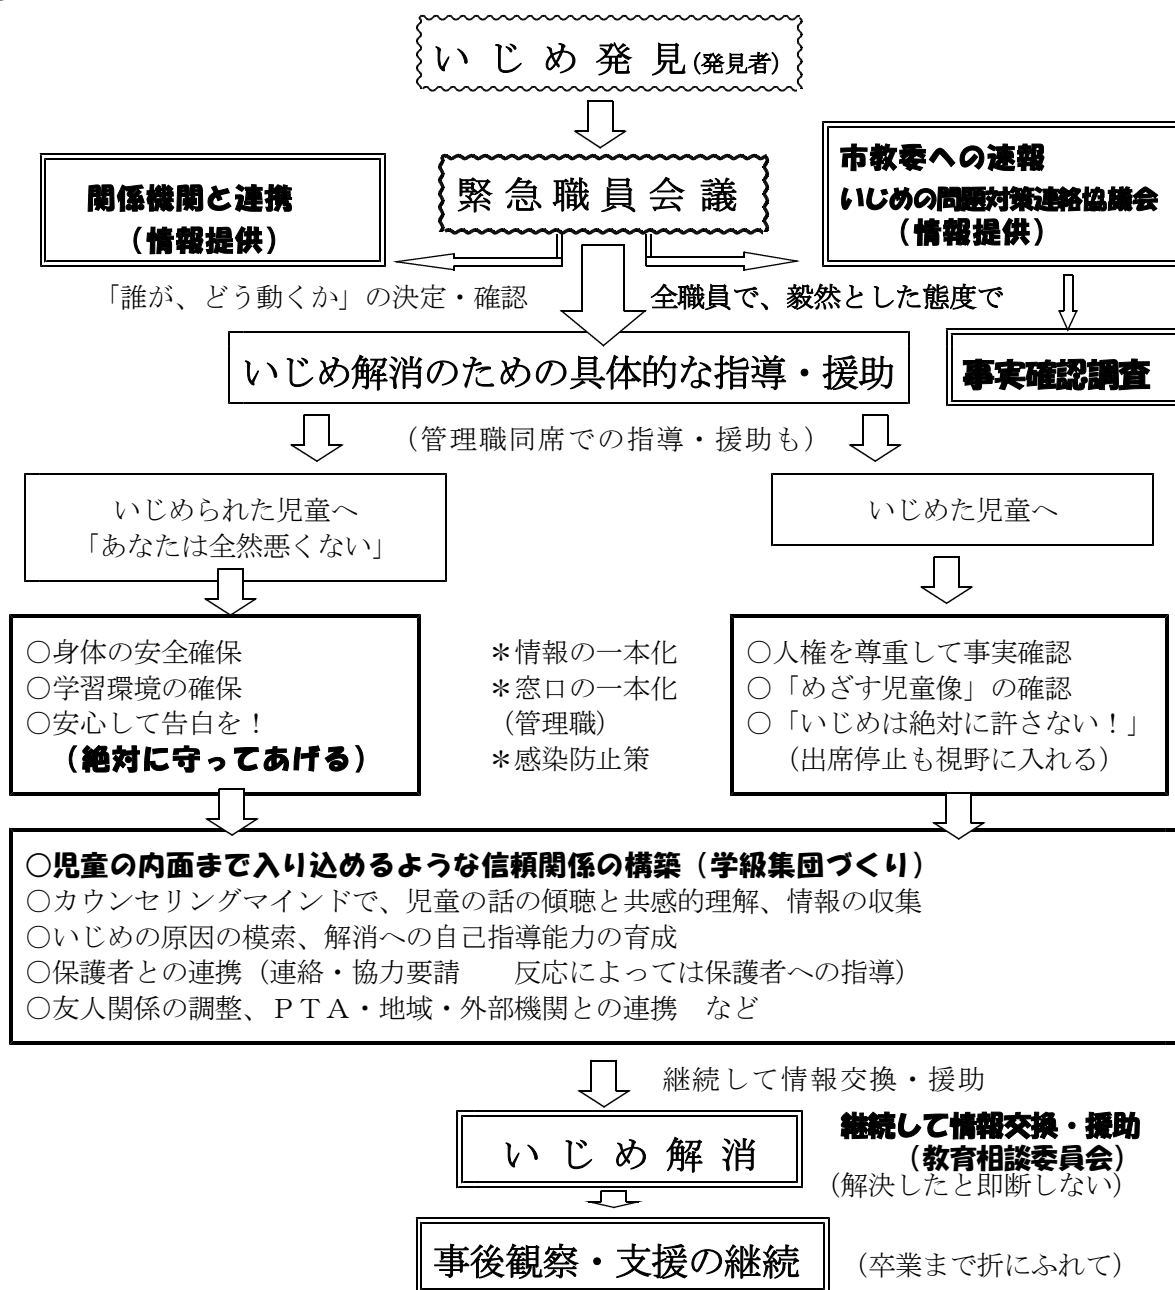 いじめ発見(発見者)
緊急職員会議
関係機関と連携
(情報提供)
市教委への速報
いじめの問題対策連絡協議会
(情報提供)
「誰が、どう動くか」の決定・確認
全職員で、毅然とした態度で
いじめ解消のための具体的な指導・援助
事実確認調査
(管理職同席での指導・援助も)
いじめられた児童へ
「あなたは全然悪くない」
いじめた児童へ
○身体の安全確保
○学習環境の確保
○安心して告白を！
(絶対に守ってあげる)
＊情報の一本化
＊窓口の一本化
(管理職)
＊感染防止策
○人権を尊重して事実確認
○「めざす児童像」の確認
○「いじめは絶対に許さない！」
(出席停止も視野に入れる)
○児童の内面まで入り込めるような信頼関係の構築（学級集団づくり）
○カウンセリングマインドで、児童の話の傾聴と共感的理解、情報の収集
○いじめの原因の模索、解消への自己指導能力の育成
○保護者との連携（連絡・協力要請　　反応によっては保護者への指導）
○友人関係の調整、ＰＴＡ・地域・外部機関との連携　など
継続して情報交換・援助
いじめ解消
継続して情報交換・援助
(教育相談委員会)
(解決したと即断しない)
事後観察・支援の継続
(卒業まで折にふれて)